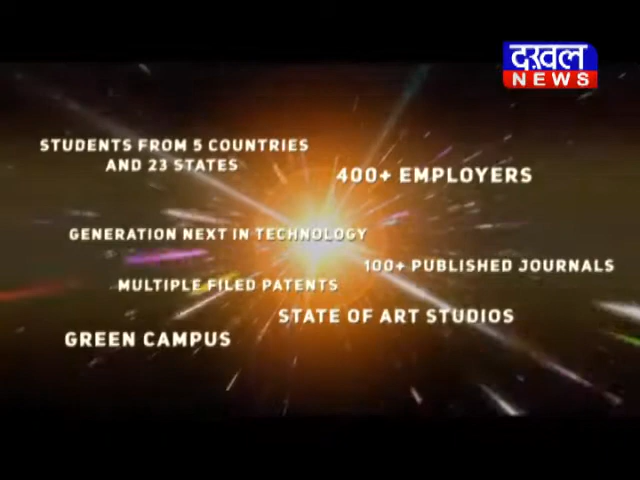 दख़ल
NEWS
STUDENTS FROM 5 COUNTRIES
AND 23 STATES
400+ EMPLOYERS
GENERATION NEXT IN TECHNOLOGY
100+ PUBLISHED JOURNALS
MULTIPLE FILED PATENTS
STATE OF ART STUDIOS
GREEN CAMPUS